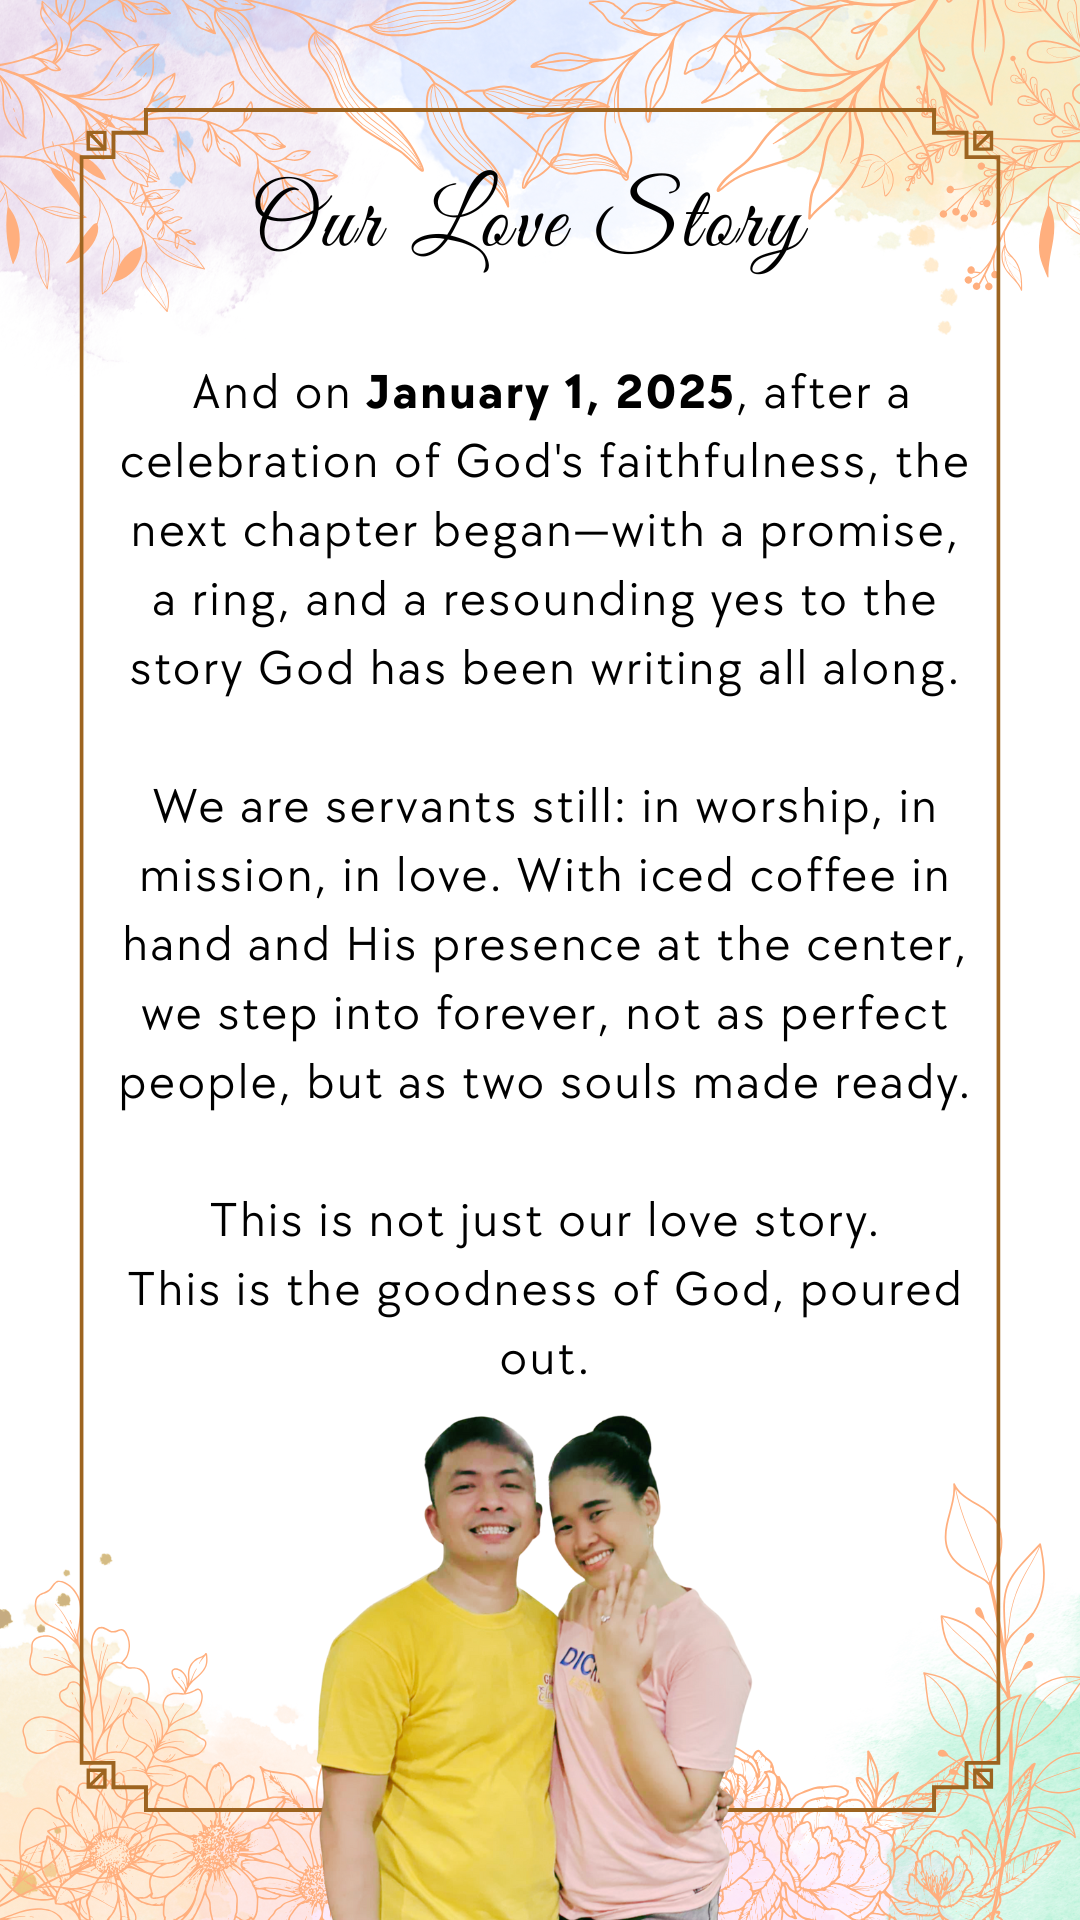 Our Love Story
And on January 1, 2025, after a
celebration of God's faithfulness, the
next chapter began—with a promise,
a ring, and a resounding yes to the
story God has been writing all along.
We are servants still: in worship, in
mission, in love. With iced coffee in
hand and His presence at the center,
we step into forever, not as perfect
people, but as two souls made ready.
This is not just our love story.
This is the goodness of God, poured
out.